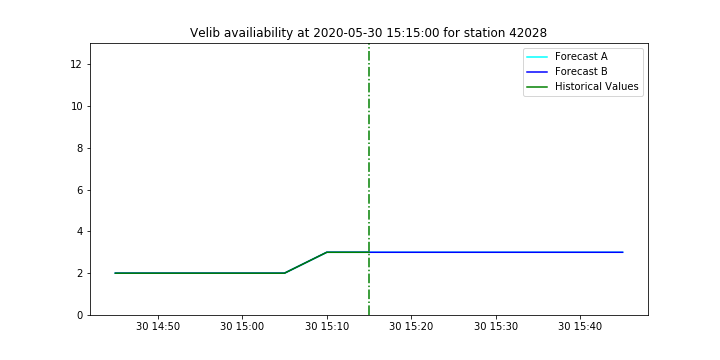 Velib availiability at 2020-05-30 15:15:00 for station 42028
Forecast A
Forecast B
Historical Values
12
10
8
6
4
2
0
30 14:50 30 15:00 30 15:10 30 15:20 30 15:30 30 15:40